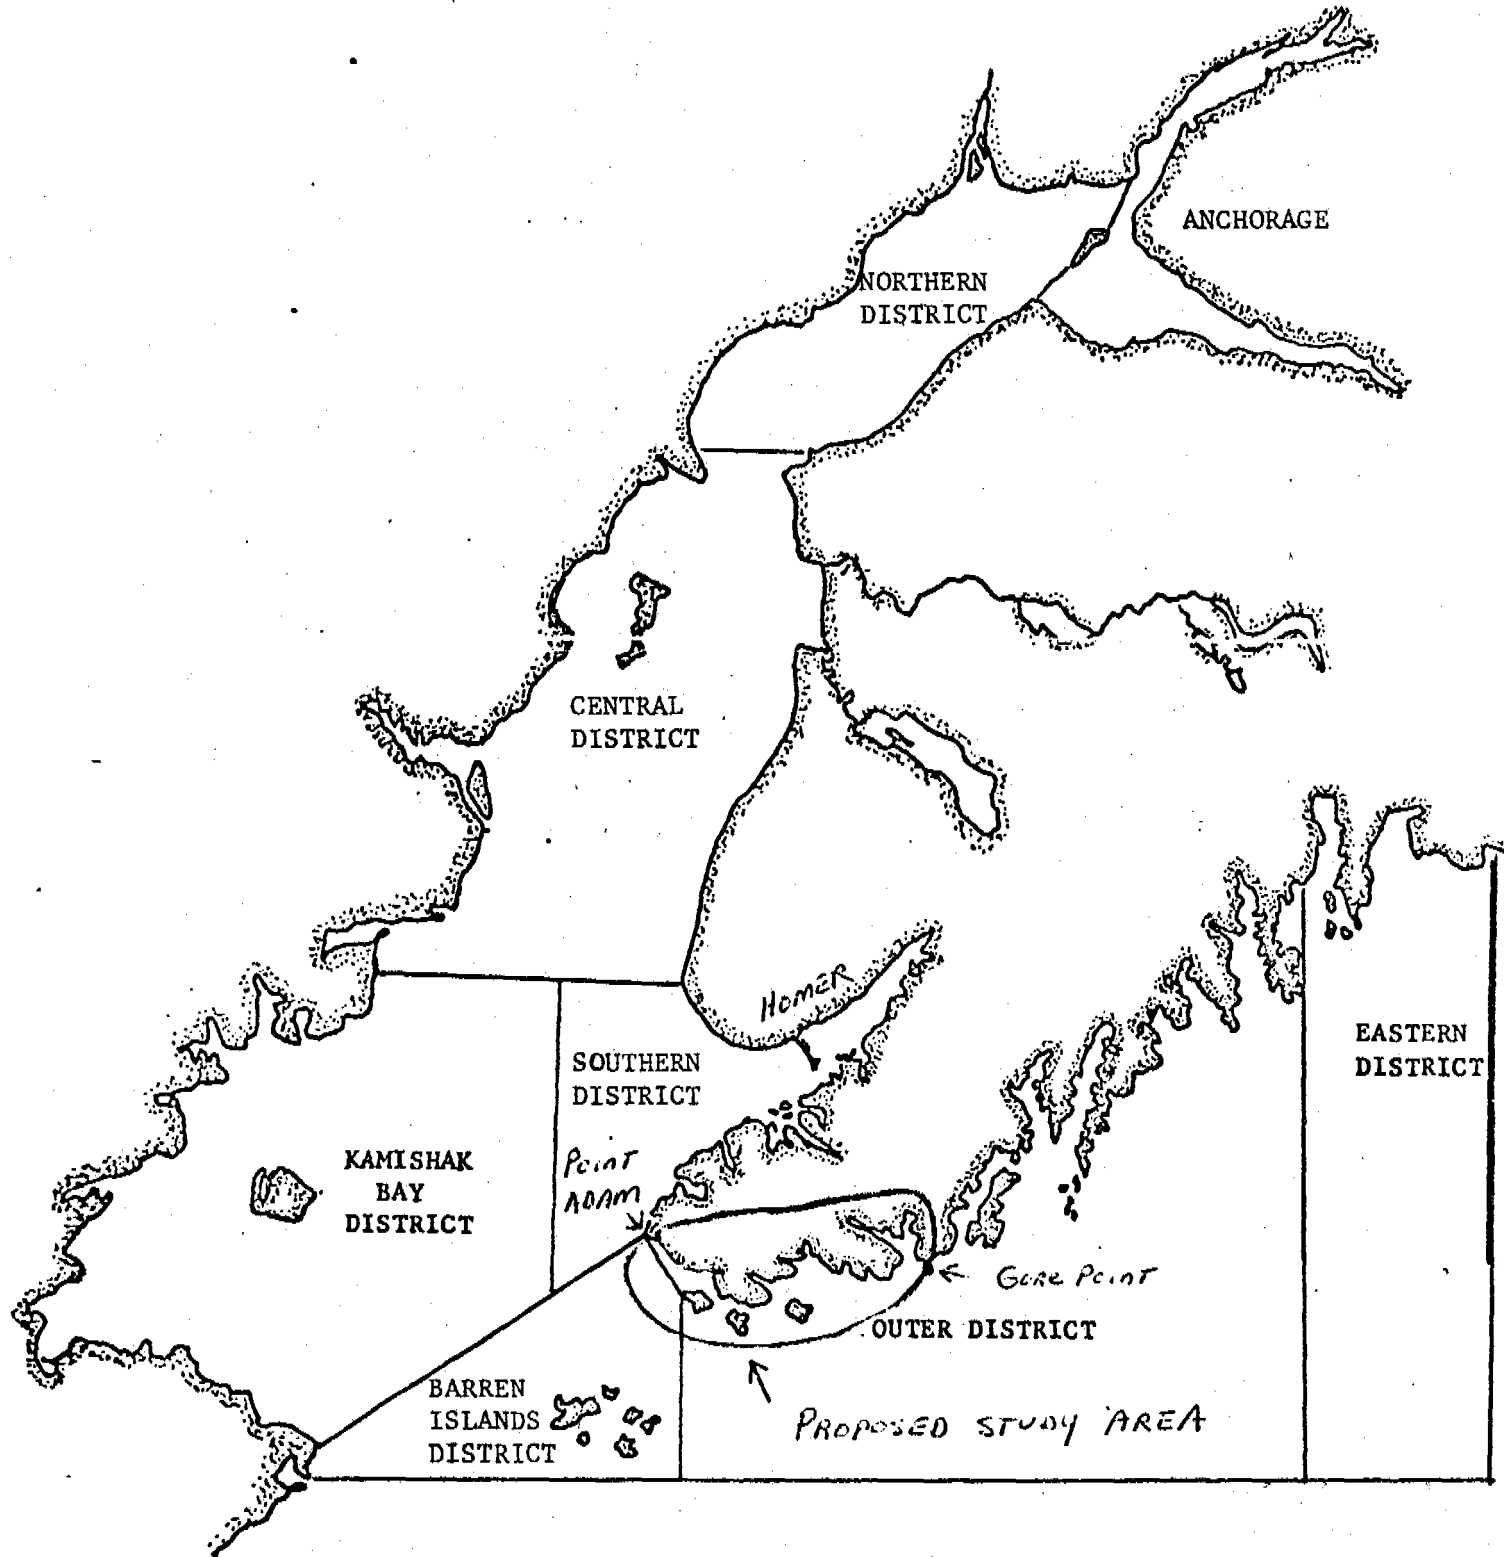 ANCHORAGE
NORTHERN
DISTRICT
CENTRAL
DISTRICT
HOMER
EASTERN
DISTRICT
SOUTHERN
DISTRICT
POINT
ADAM
KAMISHAK
BAY
DISTRICT
GORE POINT
OUTER DISTRICT
BARREN
ISLANDS
DISTRICT
PROPOSED STUDY AREA